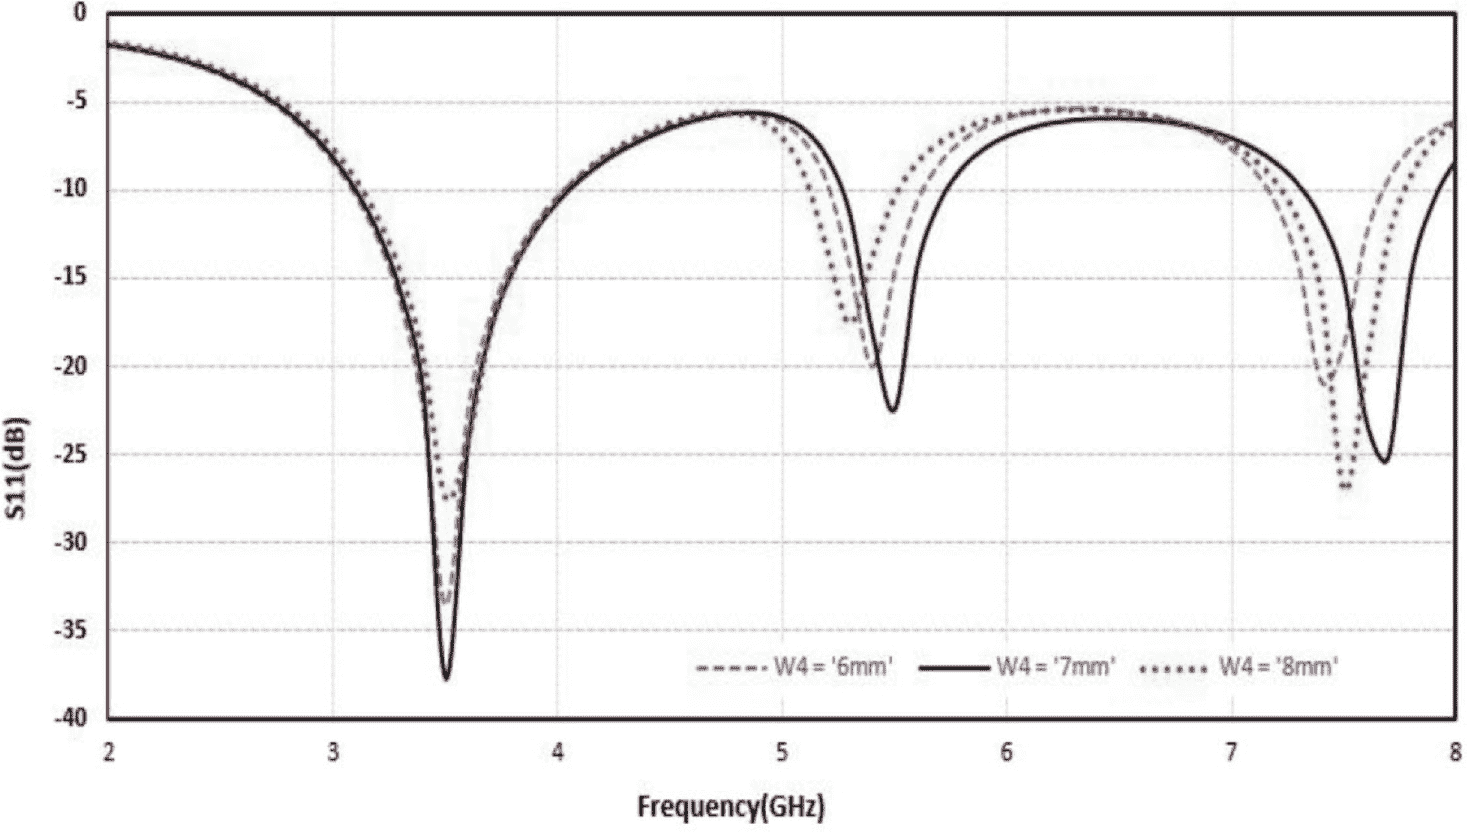 0
-5
-10
-15
-20
-25
-30
-35
-40
S11(dB)
W4 = '6mm' W4 = '7mm' W4 = '8mm'
2 3 4 5 6 7 8
Frequency(GHz)